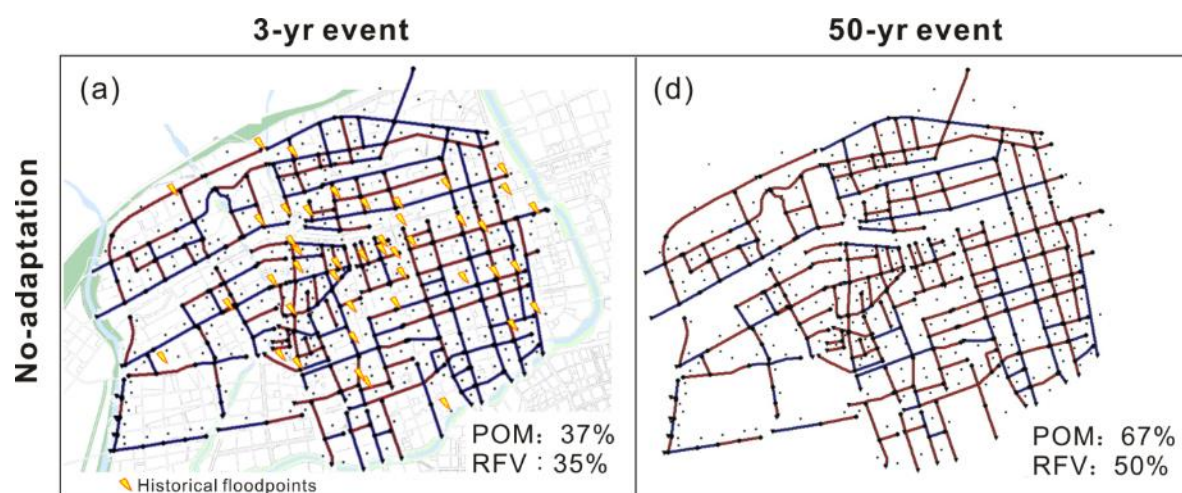 3-yr event
50-yr event
No-adaptation
(a)
(d)
POM: 37%
RFV : 35%
POM: 67%
RFV: 50%
Historical floodpoints